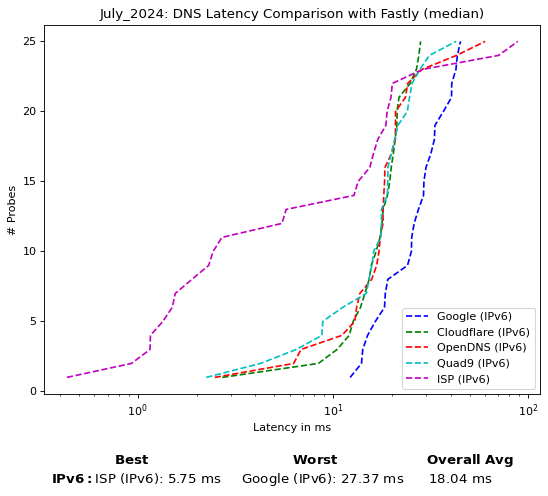 July_2024: DNS Latency Comparison with Fastly (median)
25
20
15
10
5
0
# Probes
Google (IPv6)
Cloudflare (IPv6)
OpenDNS (IPv6)
Quad9 (IPv6)
ISP (IPv6)
10⁰ 10¹ 10²
Latency in ms
Best Worst Overall Avg
IPv6: ISP (IPv6): 5.75 ms Google (IPv6): 27.37 ms 18.04 ms